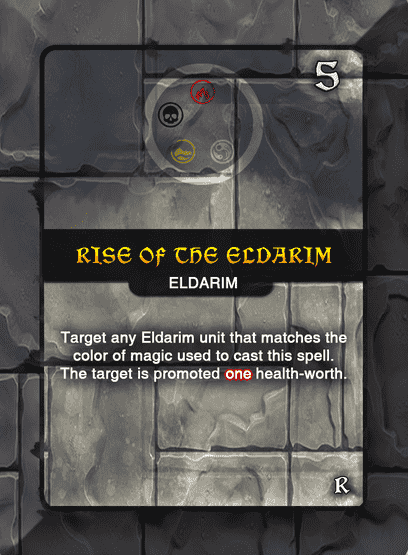 5
RISE OF THE ELDARIM
ELDARIM
Target any Eldarim unit that matches the
color of magic used to cast this spell.
The target is promoted one health-worth.
R